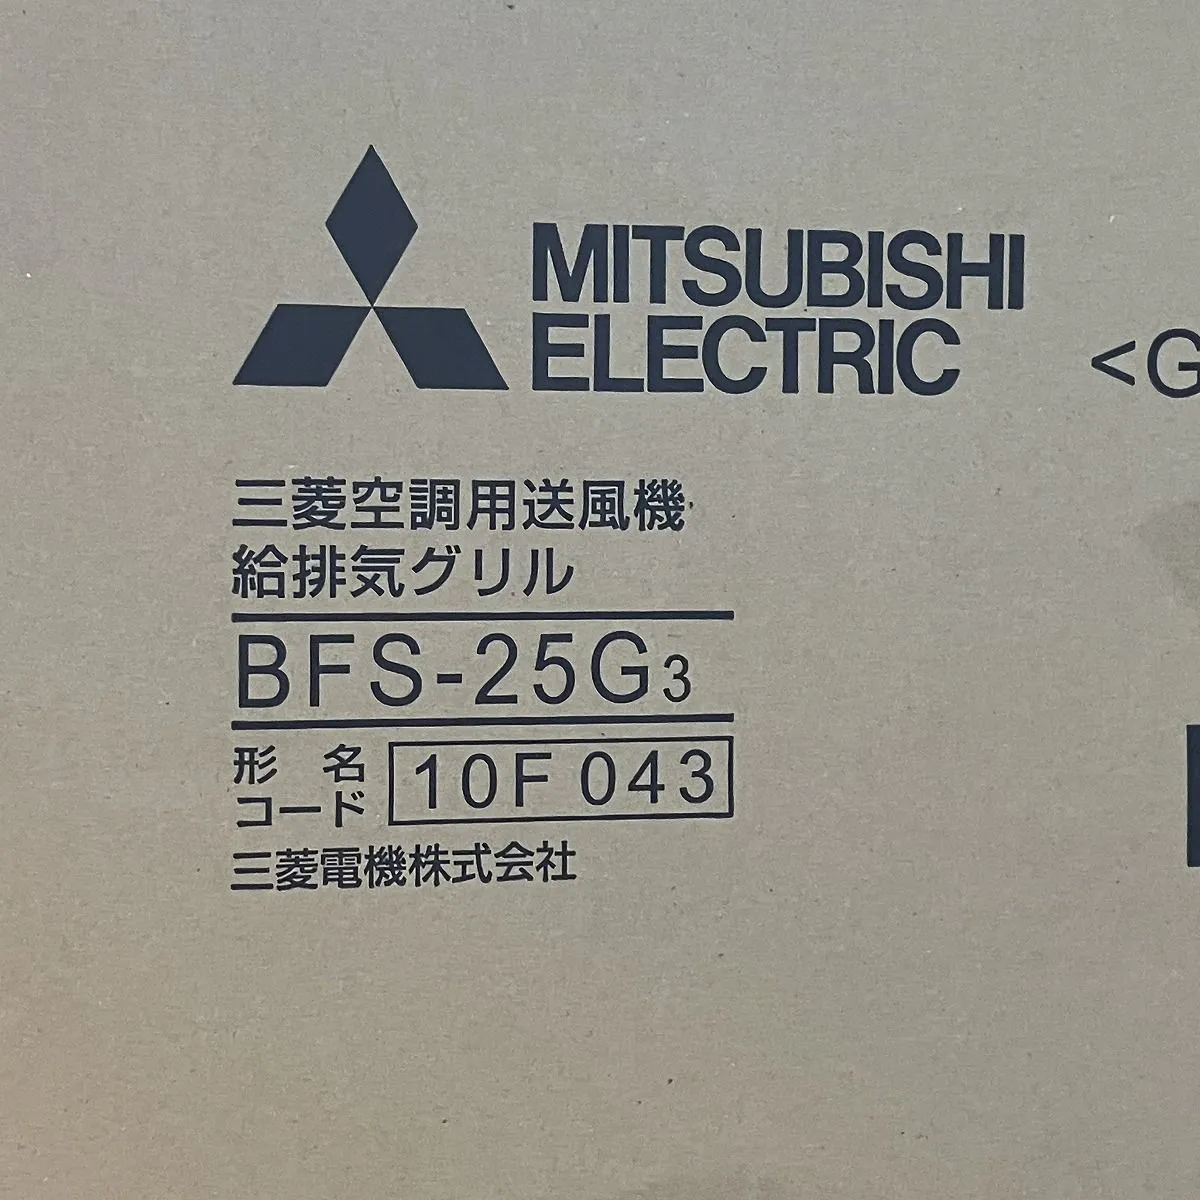 MITSUBISHI
ELECTRIC
<G
三菱空調用送風機
給排気グリル
BFS-25G3
形名 10F 043
コード
三菱電機株式会社